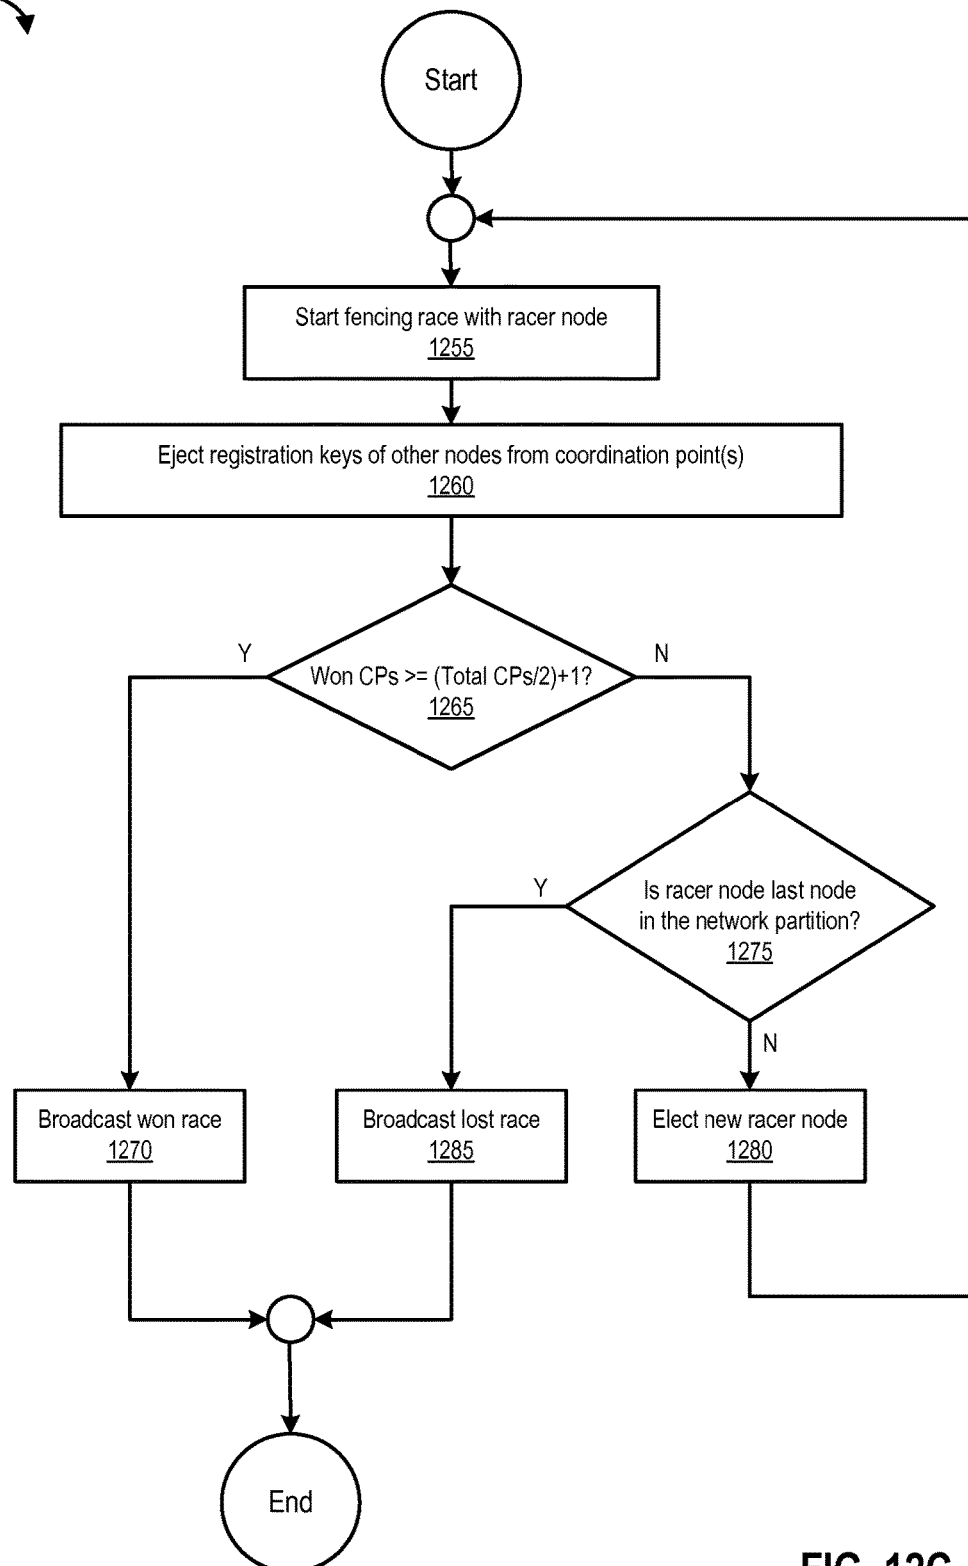 Start
Start fencing race with racer node
1255
Eject registration keys of other nodes from coordination point(s)
1260
Y
N
Won CPs >= (Total CPs/2)+1?
1265
Y
Is racer node last node
in the network partition?
1275
N
Broadcast won race
1270
Broadcast lost race
1285
Elect new racer node
1280
End
FIG. 12C